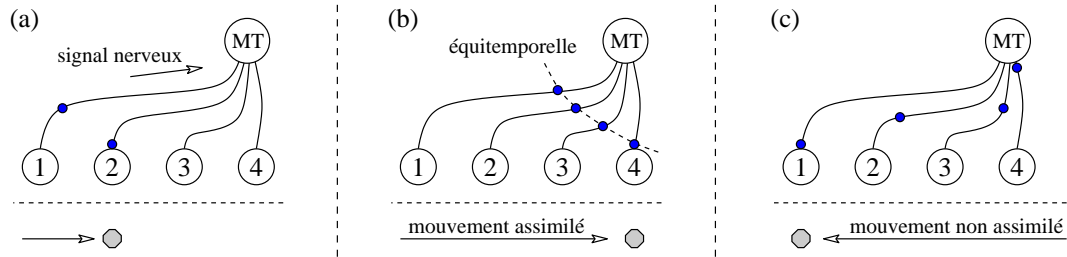 (a)
MT
signal nerveux
1 2 3 4
(b)
MT
équitemporelle
1 2 3 4
mouvement assimilé
(c)
MT
1 2 3 4
mouvement non assimilé